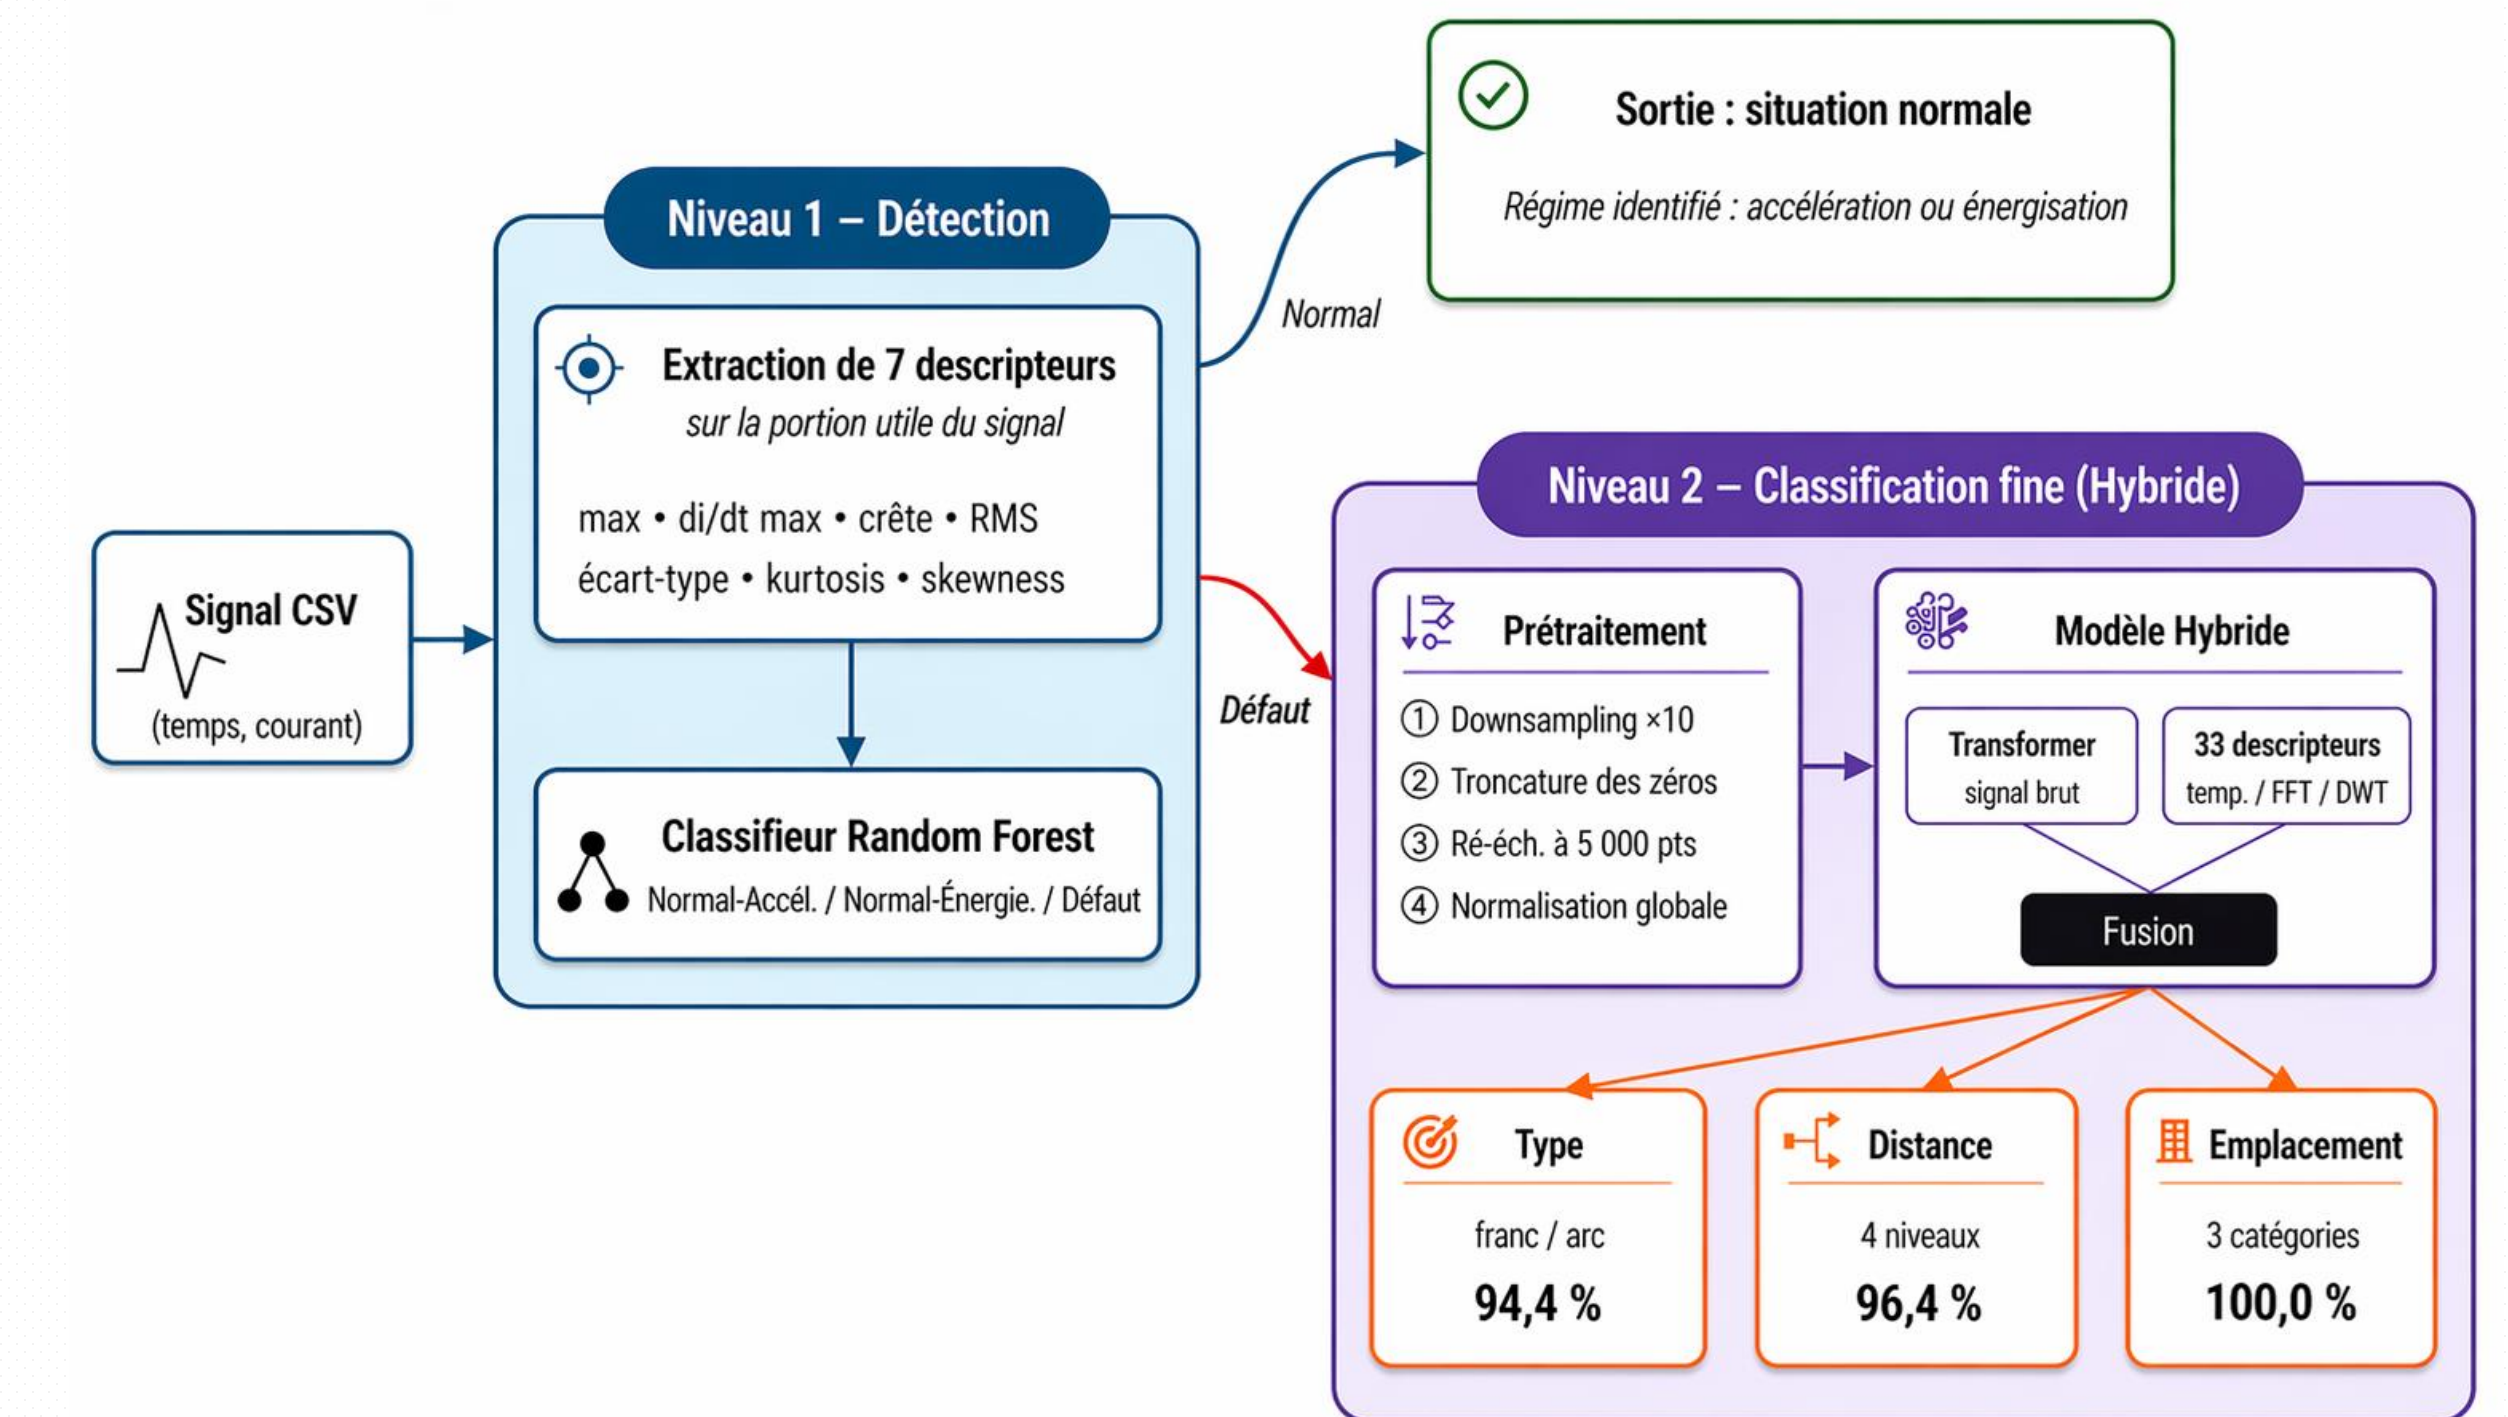 Sortie : situation normale
Régime identifié : accélération ou énergisation
Niveau 1 – Détection
Extraction de 7 descripteurs
sur la portion utile du signal
max • di/dt max • crête • RMS
écart-type • kurtosis • skewness
Normal
Signal CSV
(temps, courant)
Classifieur Random Forest
Normal-Accél. / Normal-Énergie. / Défaut
Défaut
Niveau 2 – Classification fine (Hybride)
Prétraitement
① Downsampling ×10
② Troncature des zéros
③ Ré-éch. à 5 000 pts
④ Normalisation globale
Modèle Hybride
Transformer
signal brut
33 descripteurs
temp. / FFT / DWT
Fusion
Type
franc / arc
94,4 %
Distance
4 niveaux
96,4 %
Emplacement
3 catégories
100,0 %